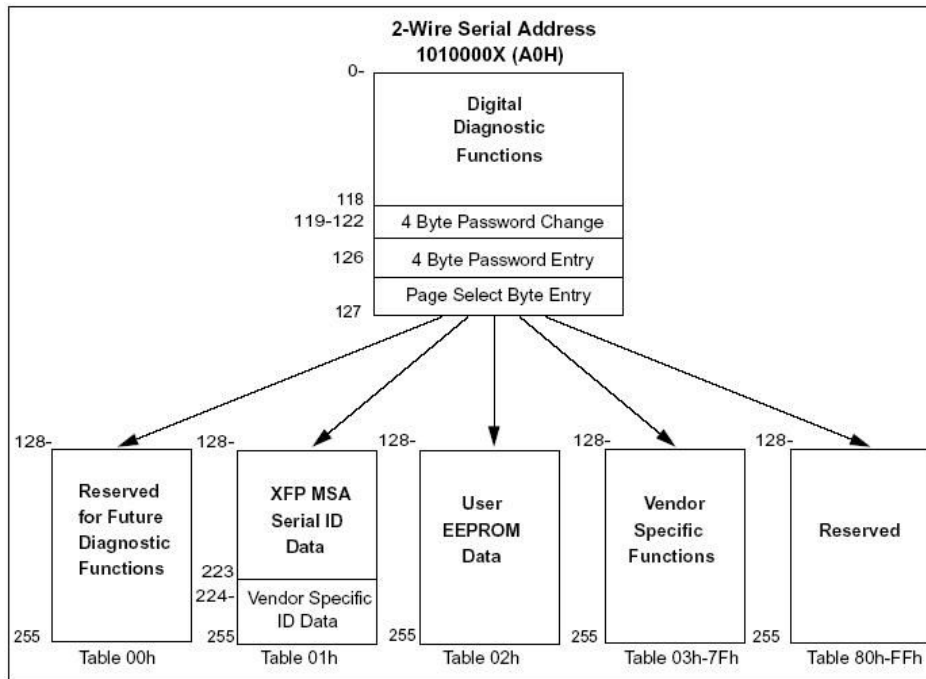 2-Wire Serial Address
1010000X (A0H)
0-
Digital
Diagnostic
Functions
118
119-122
4 Byte Password Change
126
4 Byte Password Entry
Page Select Byte Entry
127
128-
Reserved
for Future
Diagnostic
Functions
255
Table 00h
128-
XFP MSA
Serial ID
Data
223
224-
Vendor Specific
ID Data
255
Table 01h
128-
User
EEPROM
Data
255
Table 02h
128-
Vendor
Specific
Functions
255
Table 03h-7Fh
128-
Reserved
255
Table 80h-FFh